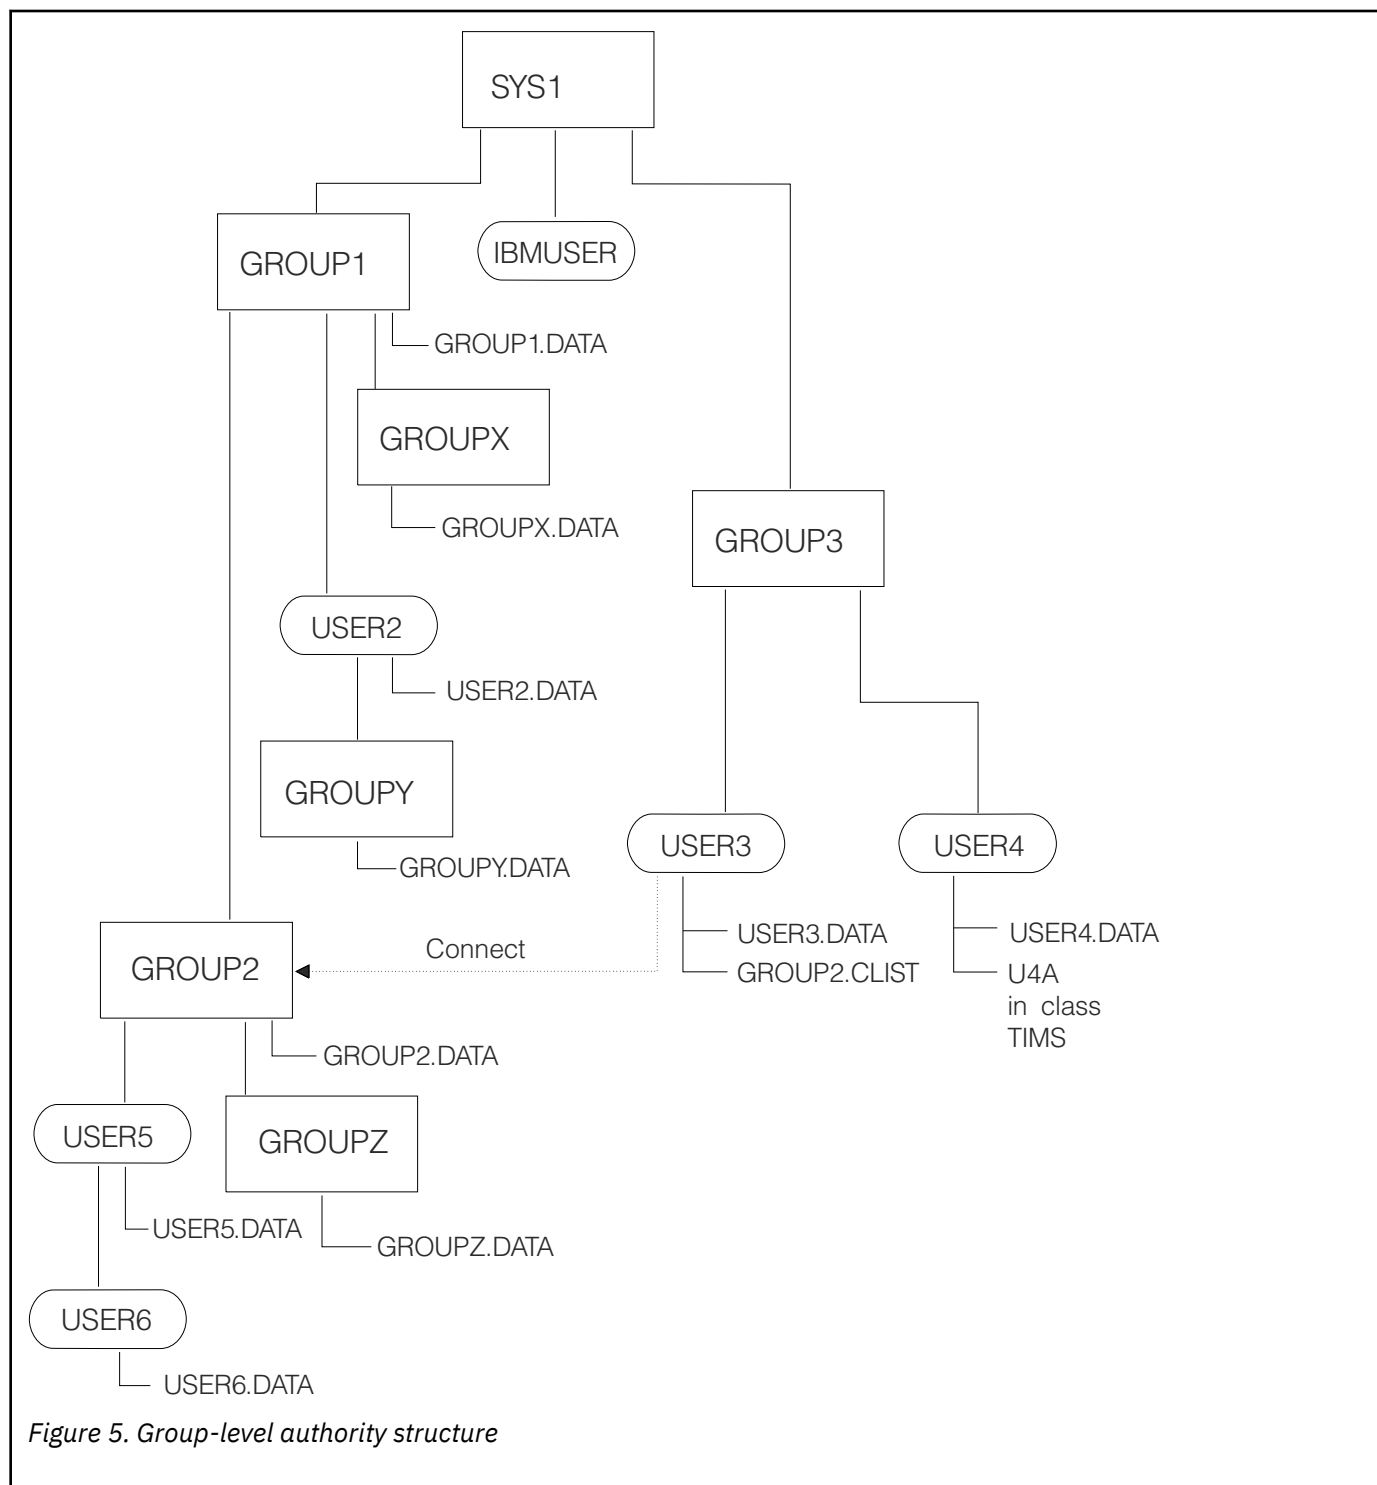 SYS1
IBMUSER
GROUP1
GROUP1.DATA
GROUPX
GROUPX.DATA
GROUP3
USER2
USER2.DATA
GROUPY
GROUPY.DATA
USER3
USER4
USER3.DATA
GROUP2.CLIST
USER4.DATA
U4A
in class
TIMS
Connect
GROUP2
GROUP2.DATA
USER5
GROUPZ
USER5.DATA
GROUPZ.DATA
USER6
USER6.DATA
Figure 5. Group-level authority structure